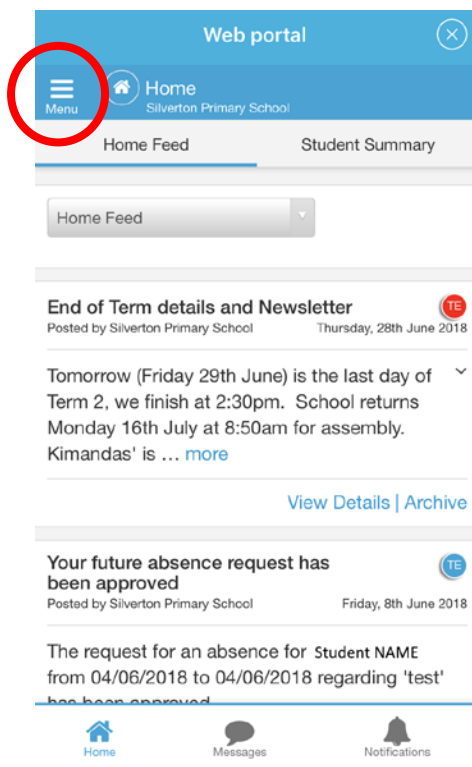 Web portal
Menu
Home
Silverton Primary School
Home Feed
Student Summary
Home Feed
End of Term details and Newsletter
TE
Posted by Silverton Primary School
Thursday, 28th June 2018
Tomorrow (Friday 29th June) is the last day of
Term 2, we finish at 2:30pm.  School returns
Monday 16th July at 8:50am for assembly.
Kimandas' is … more
View Details | Archive
Your future absence request has
been approved
TE
Posted by Silverton Primary School
Friday, 8th June 2018
The request for an absence for Student NAME
from 04/06/2018 to 04/06/2018 regarding 'test'
has been approved
Home
Messages
Notifications